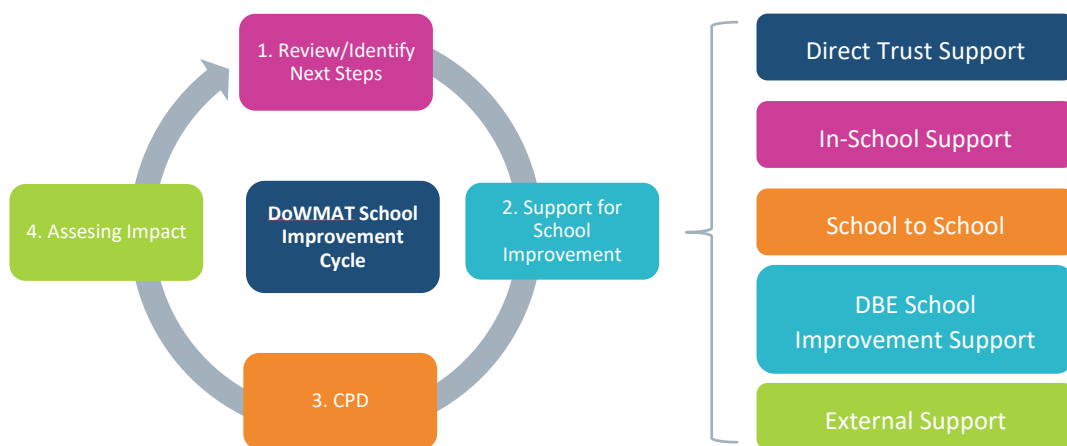 1. Review/Identify
Next Steps
DoWMAT School
Improvement
Cycle
2. Support for
School
Improvement
3. CPD
4. Assesing Impact
Direct Trust Support
In-School Support
School to School
DBE School
Improvement Support
External Support